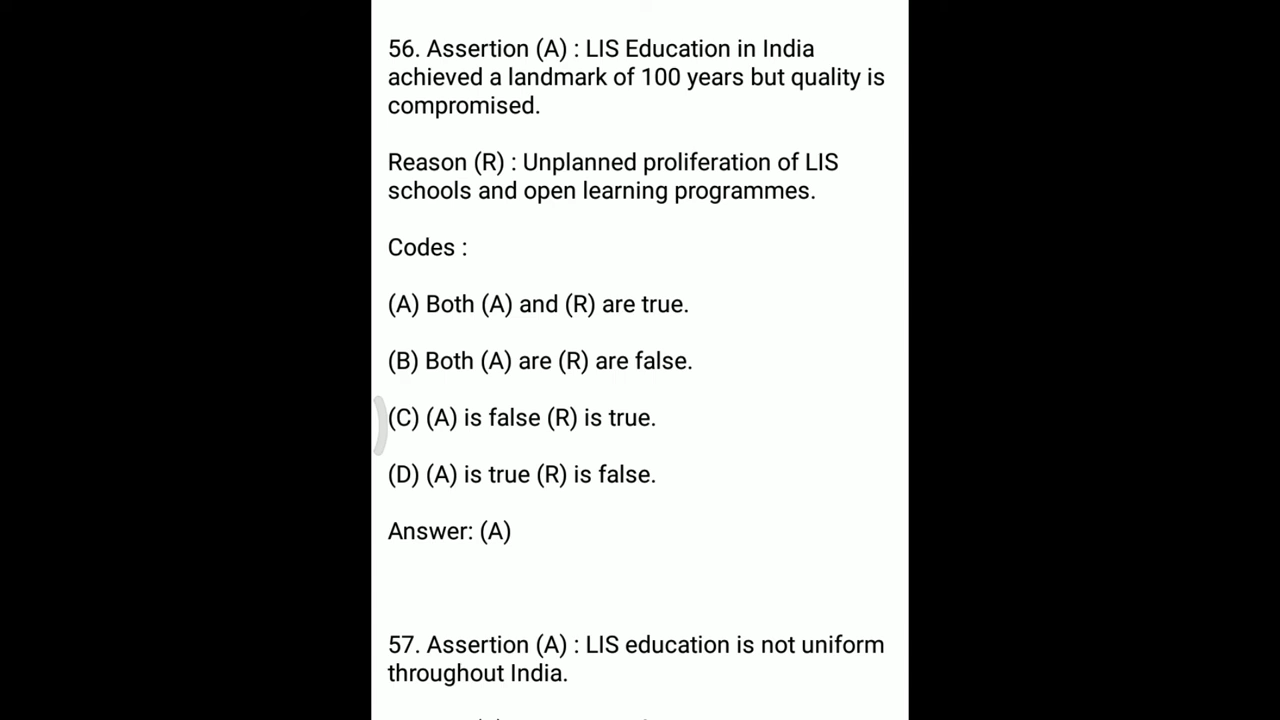 56. Assertion (A) : LIS Education in India
achieved a landmark of 100 years but quality is
compromised.
Reason (R) : Unplanned proliferation of LIS
schools and open learning programmes.
Codes :
(A) Both (A) and (R) are true.
(B) Both (A) are (R) are false.
(C) (A) is false (R) is true.
(D) (A) is true (R) is false.
Answer: (A)
57. Assertion (A) : LIS education is not uniform
throughout India.